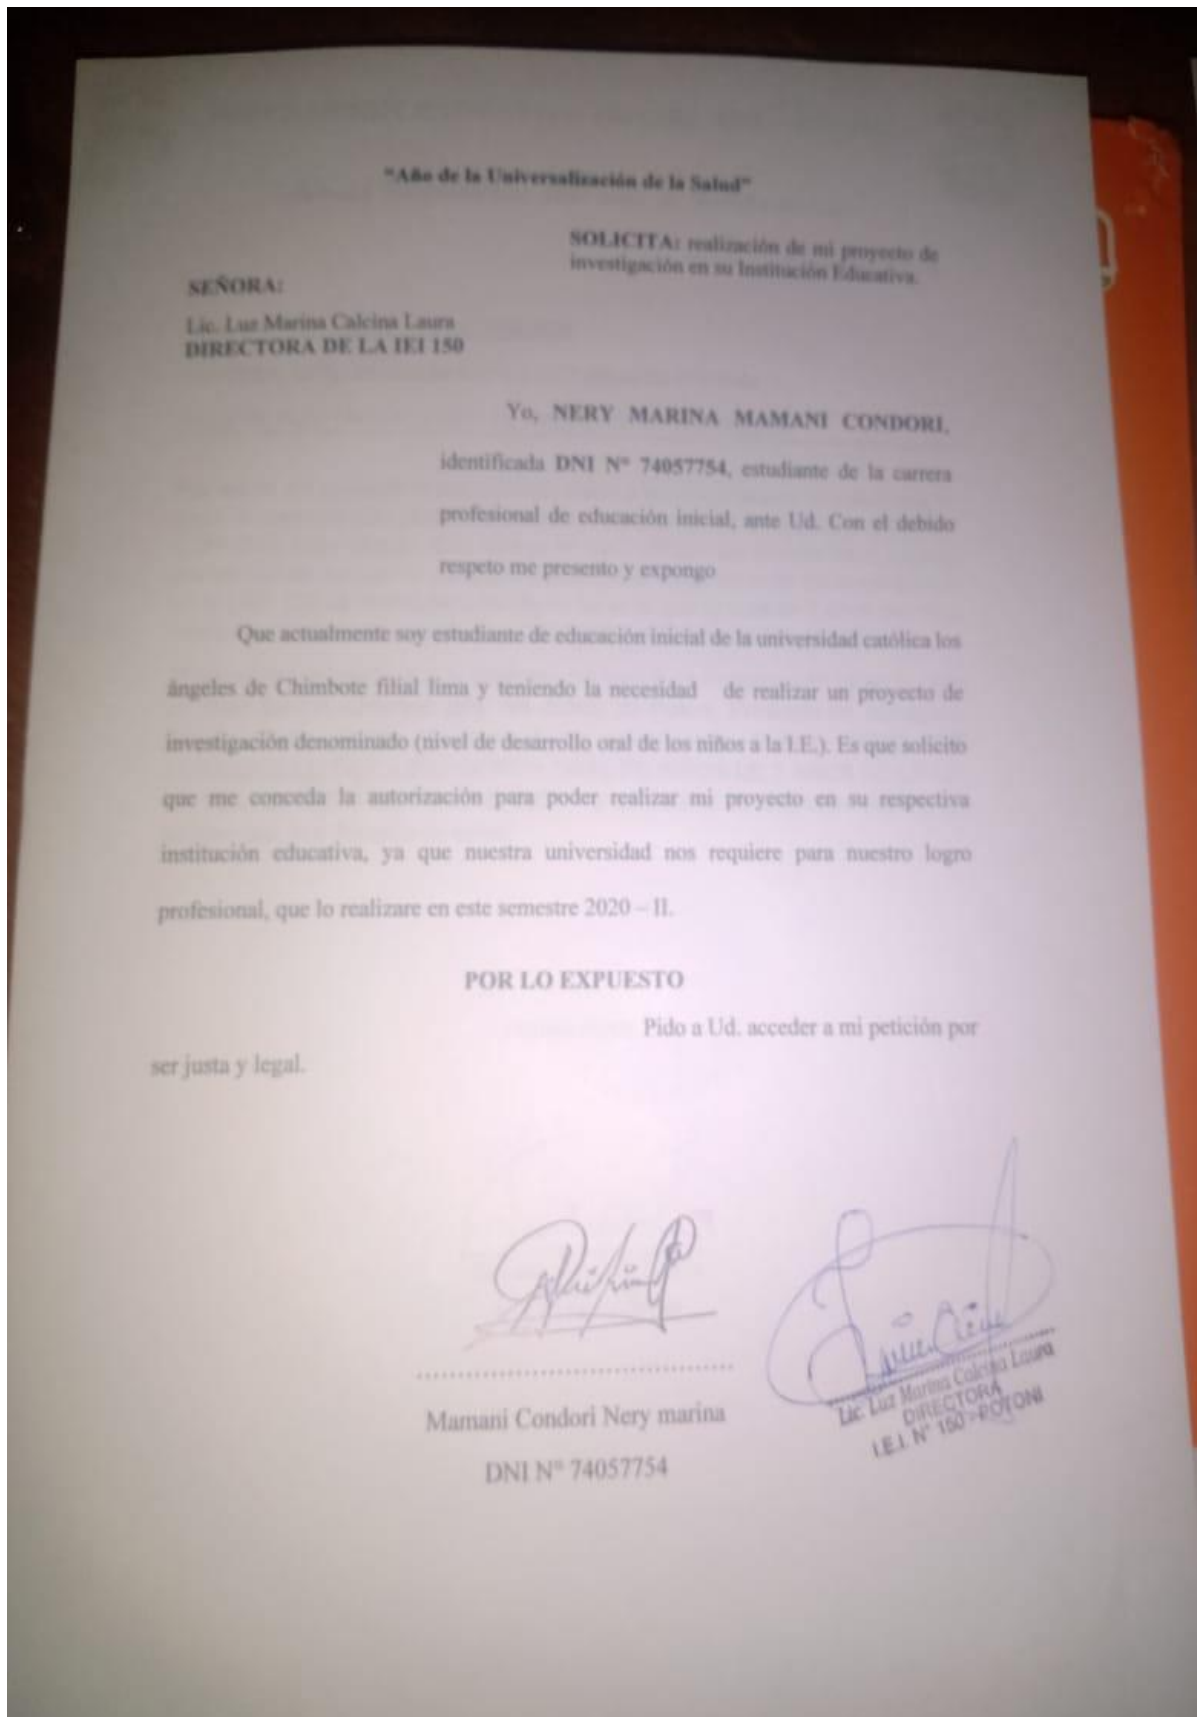 "Año de la Universalización de la Salud"
SOLICITA: realización de mi proyecto de
investigación en su Institución Educativa.
SEÑORA:
Lic. Luz Marina Calcina Laura
DIRECTORA DE LA IEI 150
Yo, NERY MARINA MAMANI CONDORI,
identificada DNI N° 74057754, estudiante de la carrera
profesional de educación inicial, ante Ud. Con el debido
respeto me presento y expongo
Que actualmente soy estudiante de educación inicial de la universidad católica los
ángeles de Chimbote filial lima y teniendo la necesidad de realizar un proyecto de
investigación denominado (nivel de desarrollo oral de los niños a la I.E.). Es que solicito
que me conceda la autorización para poder realizar mi proyecto en su respectiva
institución educativa, ya que nuestra universidad nos requiere para nuestro logro
profesional, que lo realizare en este semestre 2020 – II.
POR LO EXPUESTO
Pido a Ud. acceder a mi petición por
ser justa y legal.
Mamani Condori Nery marina
DNI N° 74057754
Lic. Luz Marina Calcina Laura
DIRECTORA
I.E.I. N° 150 - POTONI